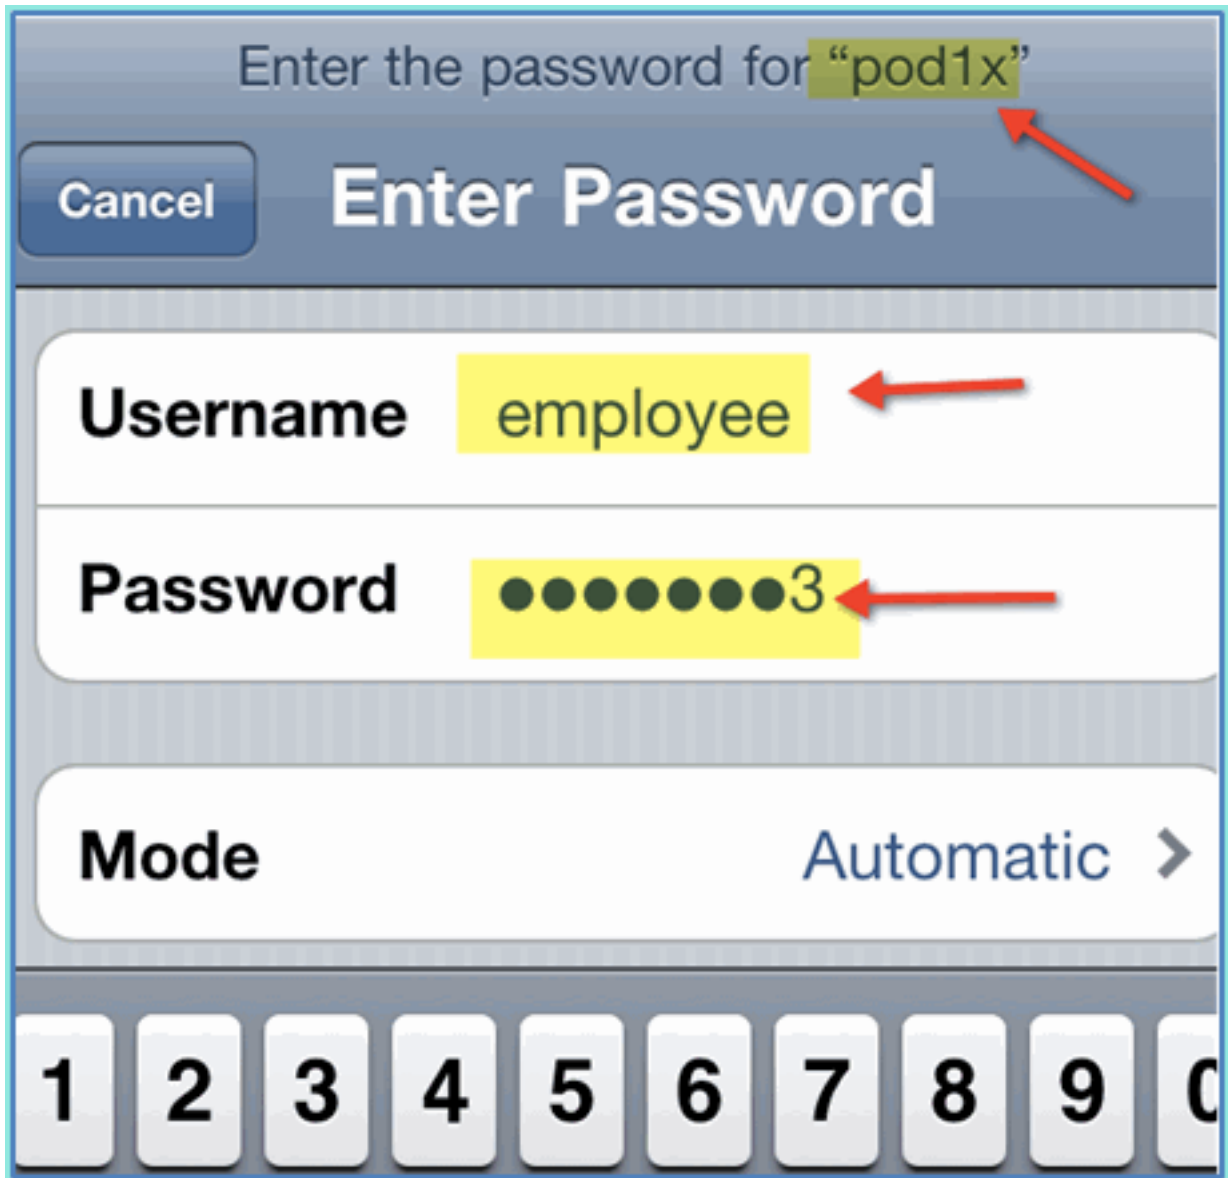 Enter the password for “pod1x”
Cancel Enter Password
Username employee
Password ●●●●●●●3
Mode Automatic >
1 2 3 4 5 6 7 8 9 0